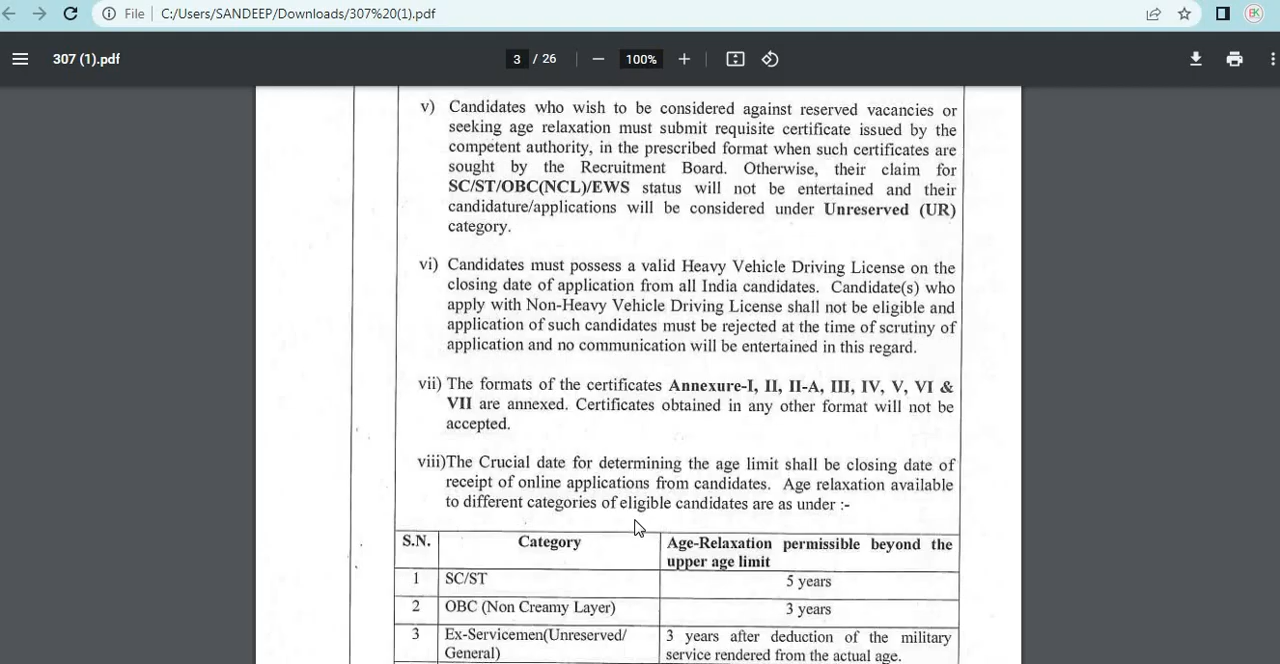 File C:/Users/SANDEEP/Downloads/307%20(1).pdf
EK
307 (1).pdf
3 / 26
100%
v) Candidates who wish to be considered against reserved vacancies or
seeking age relaxation must submit requisite certificate issued by the
competent authority, in the prescribed format when such certificates are
sought by the Recruitment Board. Otherwise, their claim for
SC/ST/OBC(NCL)/EWS status will not be entertained and their
candidature/applications will be considered under Unreserved (UR)
category.
vi) Candidates must possess a valid Heavy Vehicle Driving License on the
closing date of application from all India candidates. Candidate(s) who
apply with Non-Heavy Vehicle Driving License shall not be eligible and
application of such candidates must be rejected at the time of scrutiny of
application and no communication will be entertained in this regard.
vii) The formats of the certificates Annexure-I, II, II-A, III, IV, V, VI &
VII are annexed. Certificates obtained in any other format will not be
accepted.
viii)The Crucial date for determining the age limit shall be closing date of
receipt of online applications from candidates. Age relaxation available
to different categories of eligible candidates are as under :-
S.N. Category Age-Relaxation permissible beyond the
upper age limit
1 SC/ST 5 years
2 OBC (Non Creamy Layer) 3 years
3 Ex-Servicemen(Unreserved/ 3 years after deduction of the military
General) service rendered from the actual age.